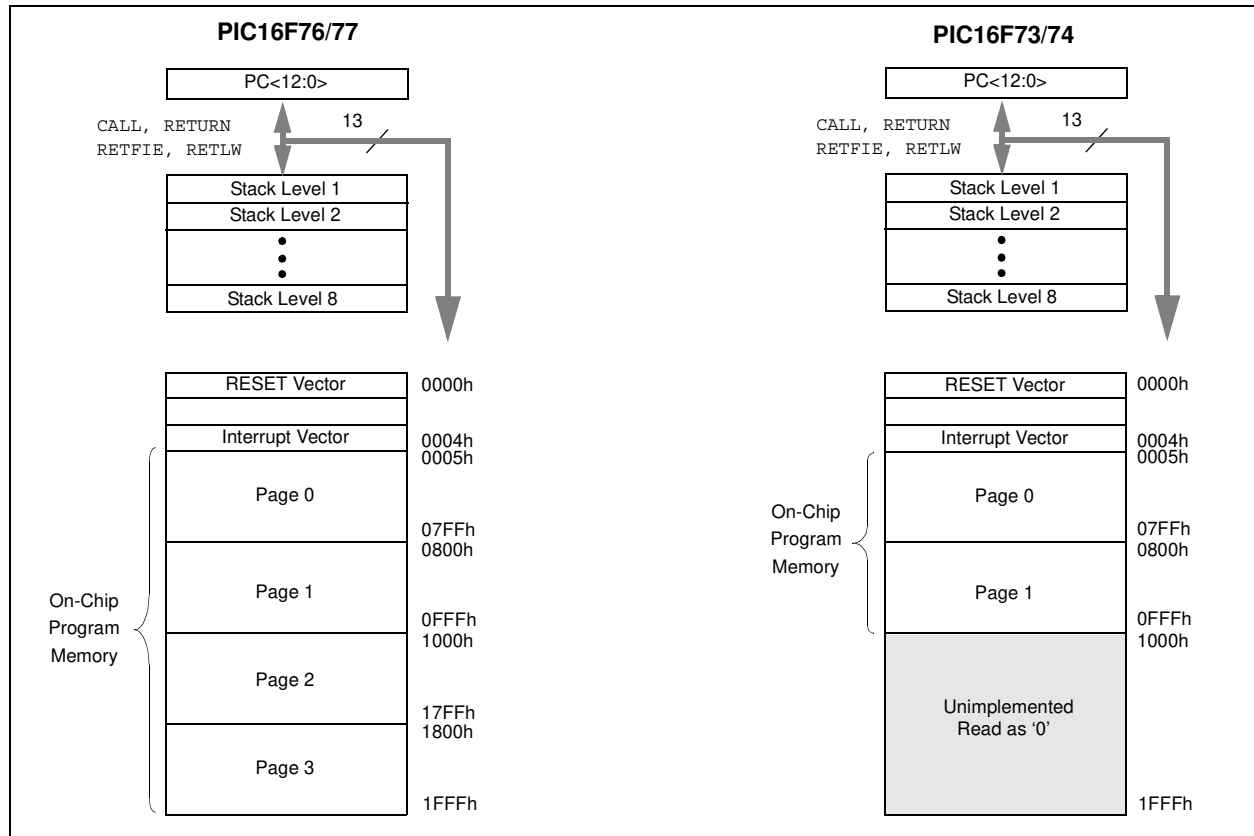 PIC16F76/77
PC<12:0>
CALL, RETURN
RETFIE, RETLW
13
Stack Level 1
Stack Level 2
Stack Level 8
RESET Vector
0000h
Interrupt Vector
0004h
0005h
Page 0
07FFh
0800h
Page 1
0FFFh
1000h
Page 2
17FFh
1800h
Page 3
1FFFh
On-Chip
Program
Memory
PIC16F73/74
PC<12:0>
CALL, RETURN
RETFIE, RETLW
13
Stack Level 1
Stack Level 2
Stack Level 8
RESET Vector
0000h
Interrupt Vector
0004h
0005h
Page 0
07FFh
0800h
Page 1
0FFFh
1000h
Unimplemented
Read as ‘0’
1FFFh
On-Chip
Program
Memory